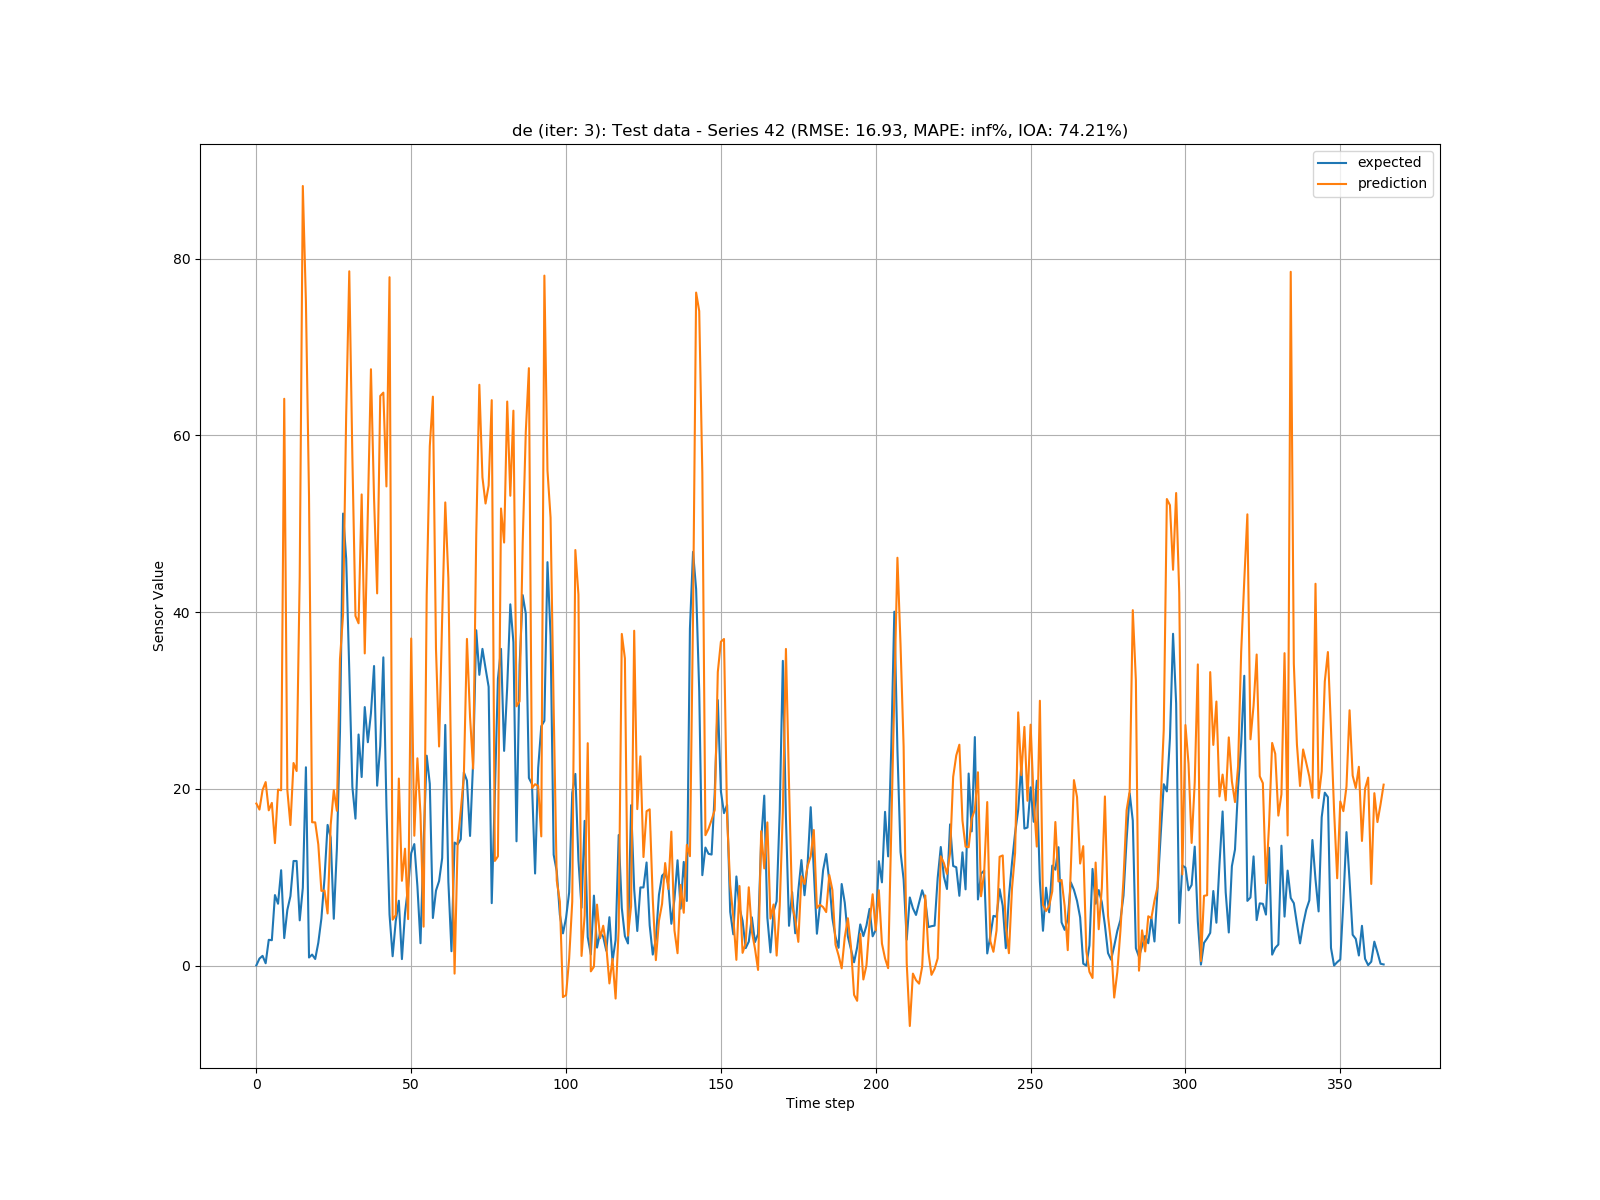 de (iter: 3): Test data - Series 42 (RMSE: 16.93, MAPE: inf%, IOA: 74.21%)
expected
prediction
80
60
40
20
0
Sensor Value
0 50 100 150 200 250 300 350
Time step